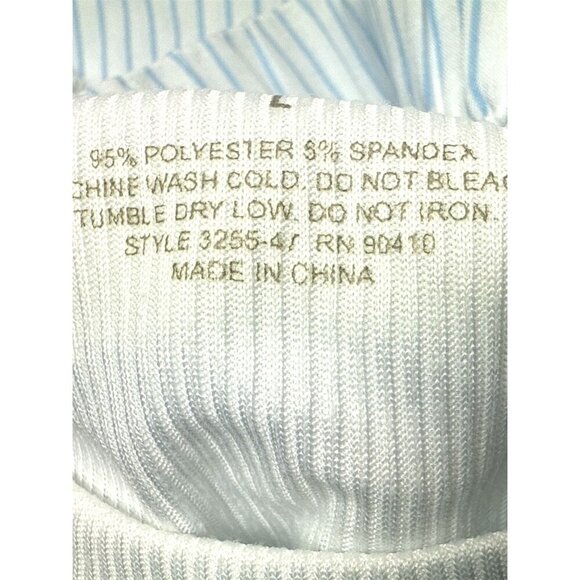 L
95% POLYESTER 5% SPANDEX
CHINE WASH COLD. DO NOT BLEAC
TUMBLE DRY LOW. DO NOT IRON.
STYLE 3255-47 RN 90410
MADE IN CHINA